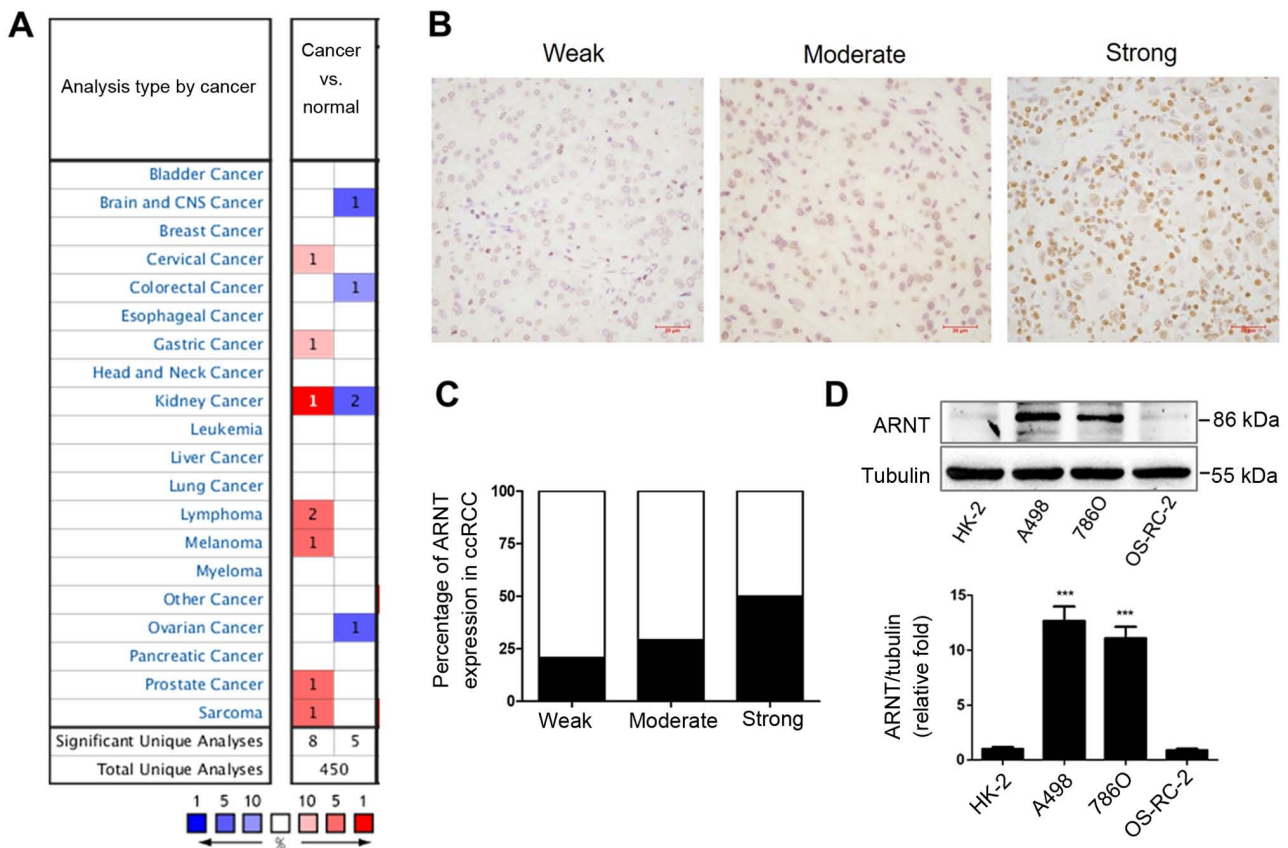 A
Analysis type by cancer
Cancer
vs.
normal
Bladder Cancer
Brain and CNS Cancer 1
Breast Cancer
Cervical Cancer 1
Colorectal Cancer 1
Esophageal Cancer
Gastric Cancer 1
Head and Neck Cancer
Kidney Cancer 1 2
Leukemia
Liver Cancer
Lung Cancer
Lymphoma 2
Melanoma 1
Myeloma
Other Cancer
Ovarian Cancer 1
Pancreatic Cancer
Prostate Cancer 1
Sarcoma 1
Significant Unique Analyses 8 5
Total Unique Analyses 450
1 5 10 10 5 1
%
B
Weak Moderate Strong
20 µm 20 µm 20 µm
C
Percentage of ARNT
expression in ccRCC
100
75
50
25
0
Weak Moderate Strong
D
ARNT 86 kDa
Tubulin 55 kDa
HK-2 A498 786O OS-RC-2
ARNT/tubulin
(relative fold)
15
10
5
0
*** ***
HK-2 A498 786O OS-RC-2